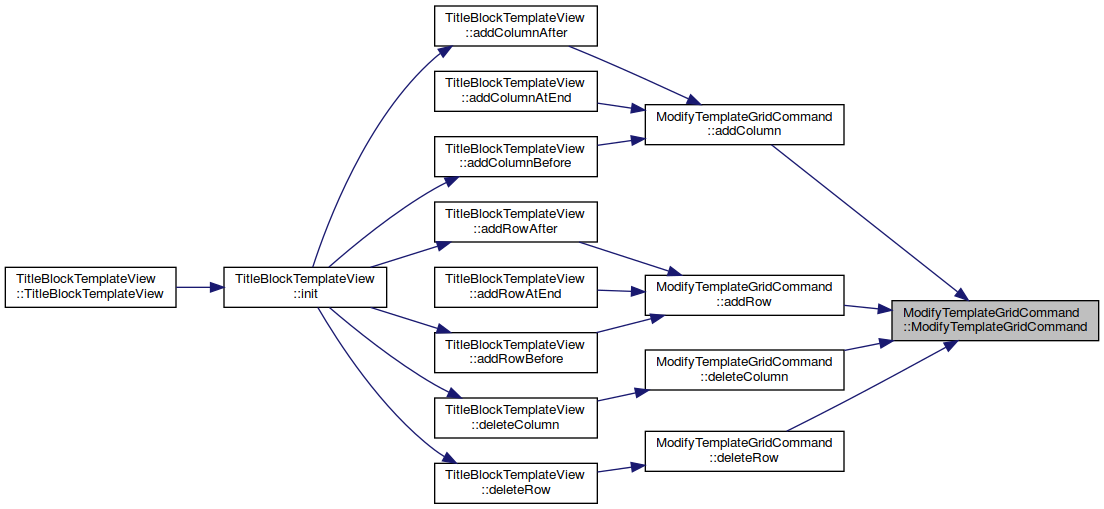 TitleBlockTemplateView
::addColumnAfter
TitleBlockTemplateView
::addColumnAtEnd
ModifyTemplateGridCommand
::addColumn
TitleBlockTemplateView
::addColumnBefore
TitleBlockTemplateView
::addRowAfter
TitleBlockTemplateView
::TitleBlockTemplateView
TitleBlockTemplateView
::init
TitleBlockTemplateView
::addRowAtEnd
ModifyTemplateGridCommand
::addRow
ModifyTemplateGridCommand
::ModifyTemplateGridCommand
TitleBlockTemplateView
::addRowBefore
ModifyTemplateGridCommand
::deleteColumn
TitleBlockTemplateView
::deleteColumn
ModifyTemplateGridCommand
::deleteRow
TitleBlockTemplateView
::deleteRow